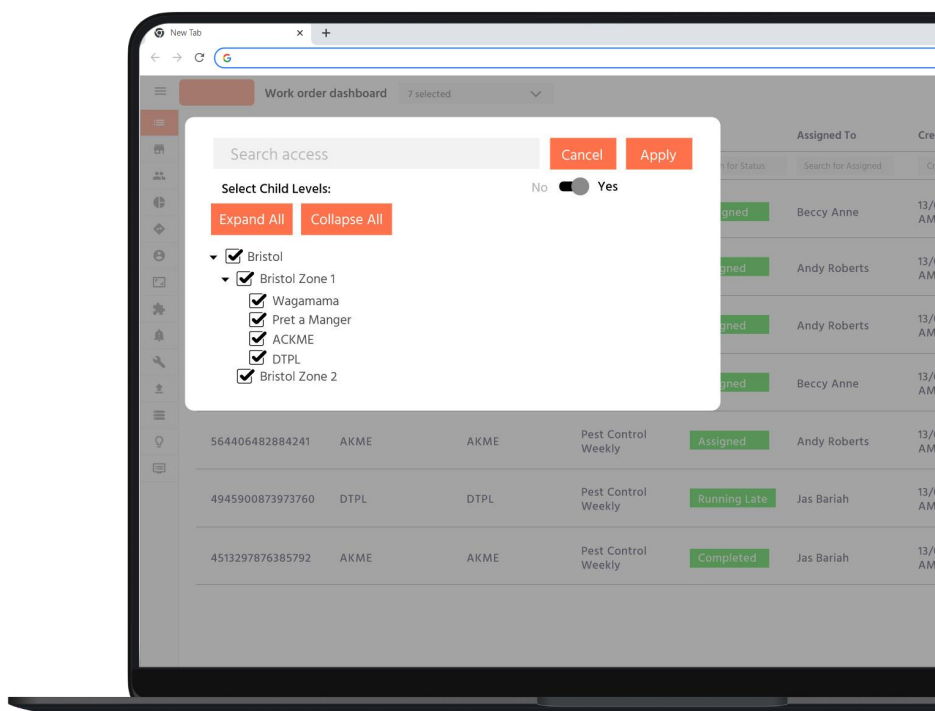 New Tab
Work order dashboard
7 selected
Search access
Cancel
Apply
Select Child Levels:
No
Yes
Expand All
Collapse All
Bristol
Bristol Zone 1
Wagamama
Pret a Manger
ACKME
DTPL
Bristol Zone 2
Assigned To
for Status
Search for Assigned
Beccy Anne
Andy Roberts
Andy Roberts
Beccy Anne
564406482884241 AKME AKME Pest Control Weekly Assigned Andy Roberts
4945900873973760 DTPL DTPL Pest Control Weekly Running Late Jas Bariah
4513297876385792 AKME AKME Pest Control Weekly Completed Jas Bariah